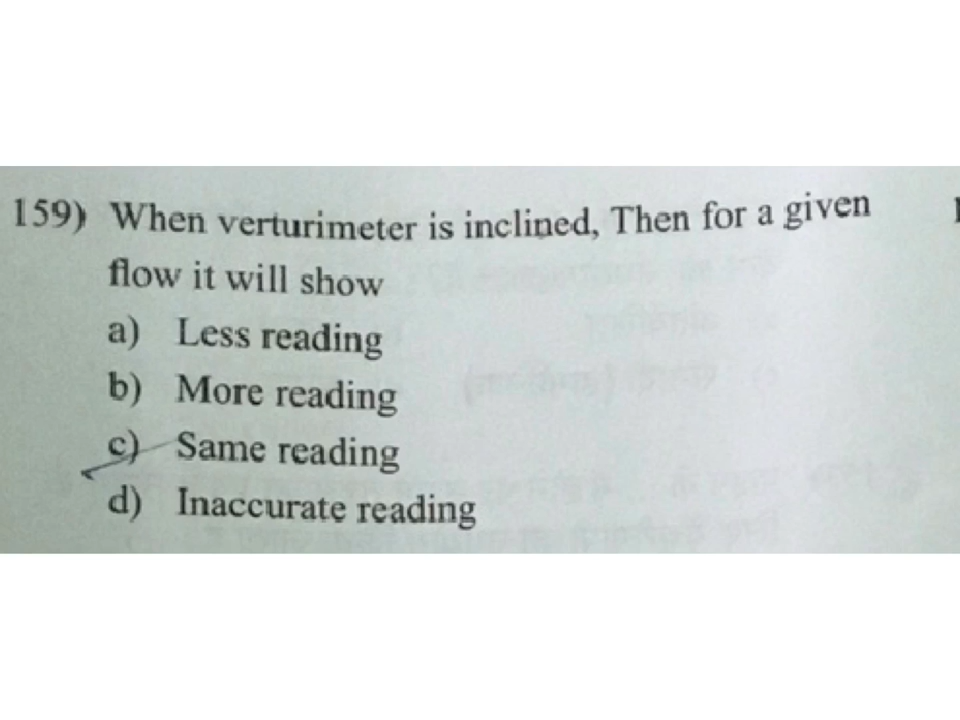 159) When verturimeter is inclined, Then for a given
flow it will show
a) Less reading
b) More reading
c) Same reading
d) Inaccurate reading